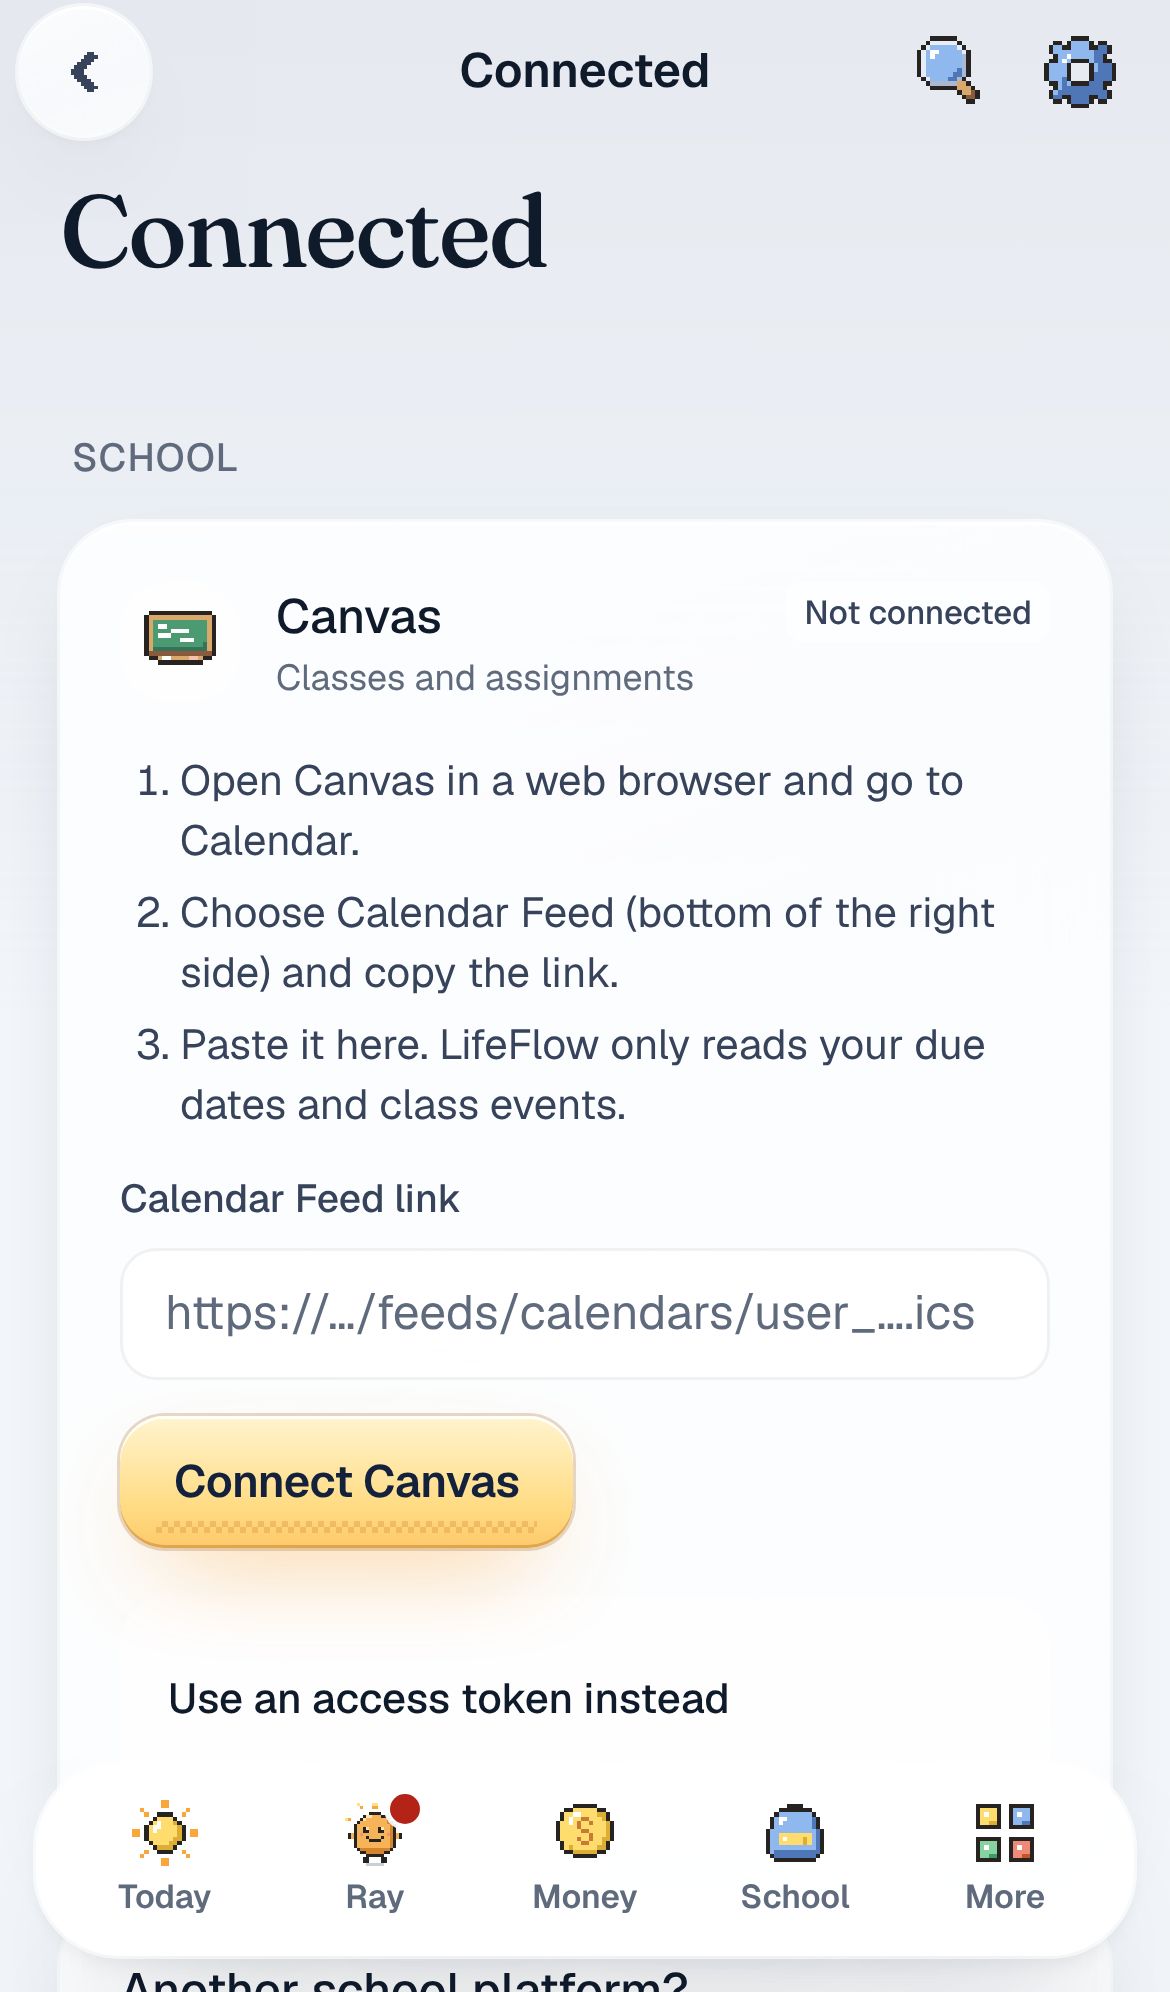 Connected
Connected
SCHOOL
Canvas
Not connected
Classes and assignments
1. Open Canvas in a web browser and go to
Calendar.
2. Choose Calendar Feed (bottom of the right
side) and copy the link.
3. Paste it here. LifeFlow only reads your due
dates and class events.
Calendar Feed link
https://.../feeds/calendars/user_....ics
Connect Canvas
Use an access token instead
Today
Ray
Money
School
More
Another school platform?